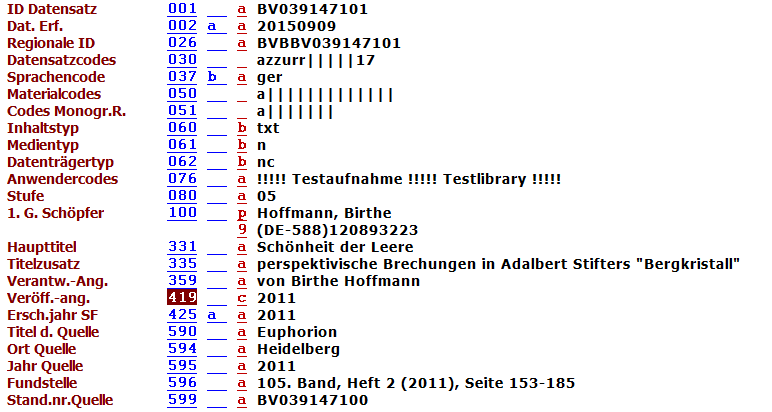 ID Datensatz 001 __ a BV039147101
Dat. Erf. 002 a a 20150909
Regionale ID 026 __ a BVBBV039147101
Datensatzcodes 030 __ _ azzurr|||||17
Sprachencode 037 b a ger
Materialcodes 050 __ _ a|||||||||||||
Codes Monogr.R. 051 __ _ a|||||||
Inhaltstyp 060 __ b txt
Medientyp 061 __ b n
Datenträgertyp 062 __ b nc
Anwendercodes 076 __ a !!!!! Testaufnahme !!!!! Testlibrary !!!!!
Stufe 080 __ a 05
1. G. Schöpfer 100 __ p Hoffmann, Birthe
9 (DE-588)120893223
Haupttitel 331 __ a Schönheit der Leere
Titelzusatz 335 __ a perspektivische Brechungen in Adalbert Stifters "Bergkristall"
Verantw.-Ang. 359 __ a von Birthe Hoffmann
Veröff.-ang. 419 __ c 2011
Ersch.jahr SF 425 a a 2011
Titel d. Quelle 590 __ a Euphorion
Ort Quelle 594 __ a Heidelberg
Jahr Quelle 595 __ a 2011
Fundstelle 596 __ a 105. Band, Heft 2 (2011), Seite 153-185
Stand.nr.Quelle 599 __ a BV039147100